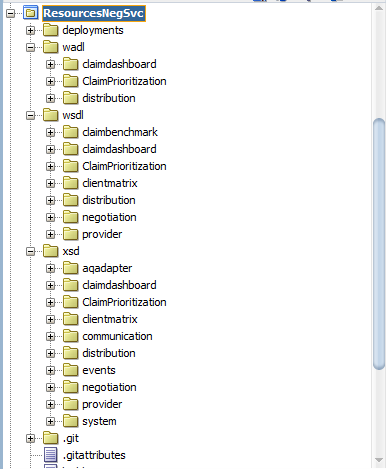 ResourcesNegSvc
deployments
wadl
claimdashboard
ClaimPrioritization
distribution
wsdl
claimbenchmark
claimdashboard
ClaimPrioritization
clientmatrix
distribution
negotiation
provider
xsd
aqadapter
claimdashboard
ClaimPrioritization
clientmatrix
communication
distribution
events
negotiation
provider
system
.git
.gitattributes